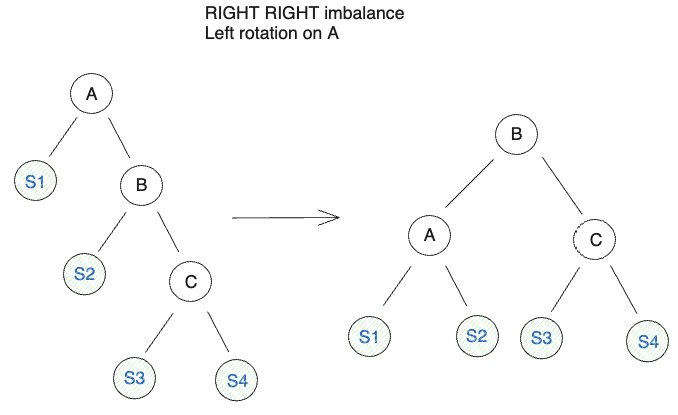 RIGHT RIGHT imbalance
Left rotation on A
A
S1
B
S2
C
S3
S4
B
A
C
S1
S2
S3
S4